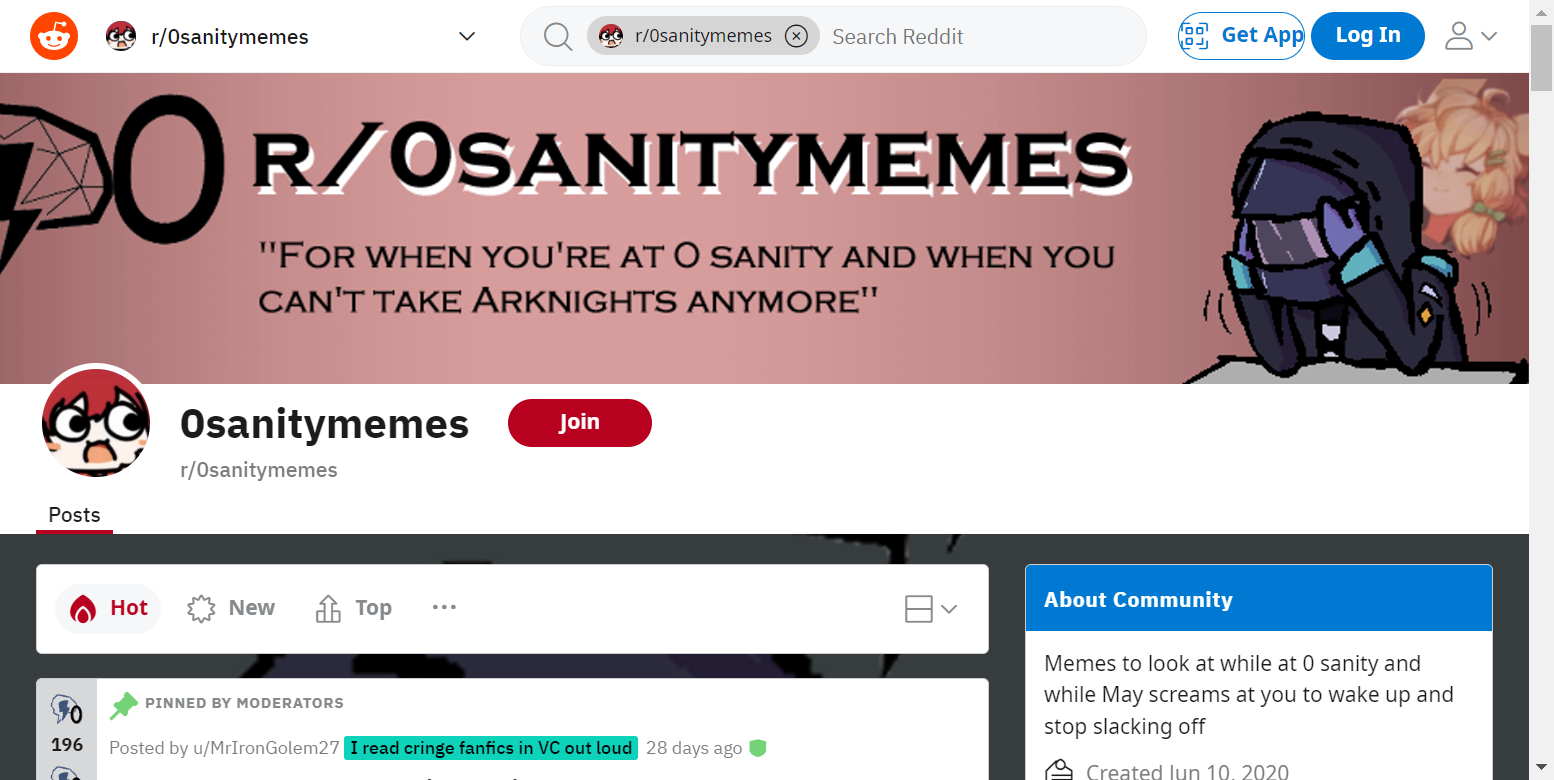 r/0sanitymemes
r/0sanitymemes
Search Reddit
Get App
Log In
0
R/0SANITYMEMES
"FOR WHEN YOU'RE AT 0 SANITY AND WHEN YOU
CAN'T TAKE ARKNIGHTS ANYMORE"
0sanitymemes
Join
r/0sanitymemes
Posts
Hot
New
Top
About Community
Memes to look at while at 0 sanity and
while May screams at you to wake up and
stop slacking off
Created Jun 10, 2020
PINNED BY MODERATORS
196
Posted by u/MrIronGolem27 I read cringe fanfics in VC out loud 28 days ago